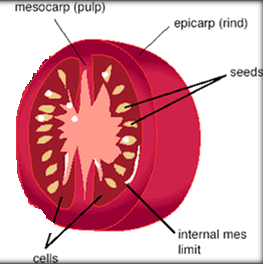 mesocarp (pulp)
epicarp (rind)
seeds
internal mes
limit
cells